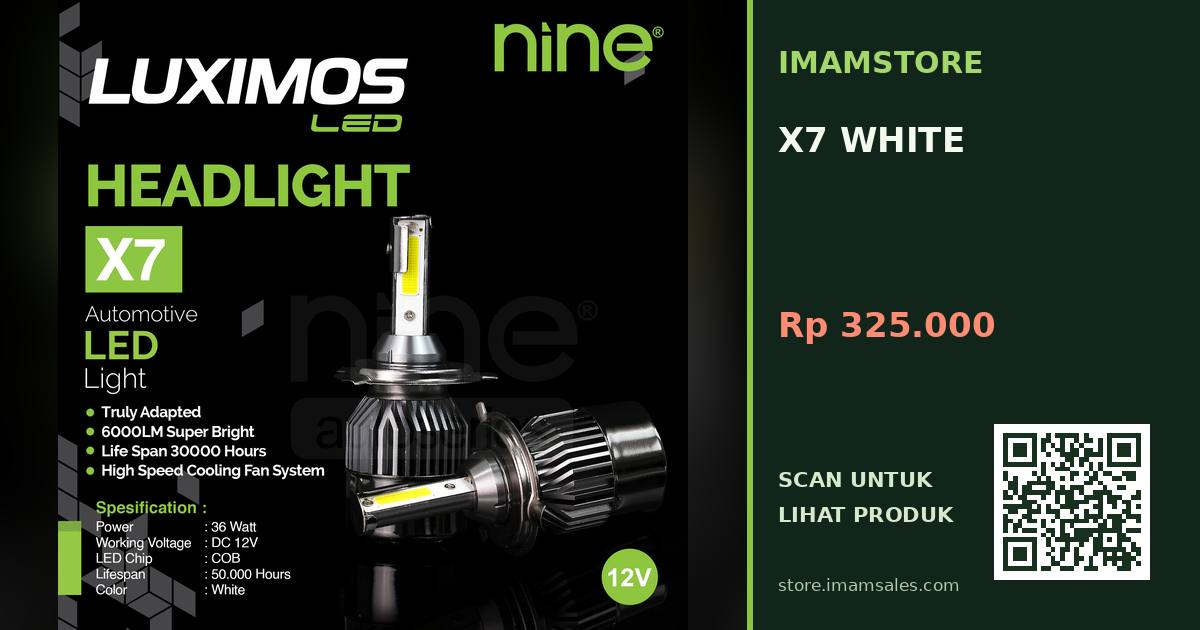 LUXIMOS
LED
nine®
HEADLIGHT
X7
Automotive
LED
Light
• Truly Adapted
• 6000LM Super Bright
• Life Span 30000 Hours
• High Speed Cooling Fan System
Spesification :
Power : 36 Watt
Working Voltage : DC 12V
LED Chip : COB
Lifespan : 50.000 Hours
Color : White
nine®
12V
IMAMSTORE
X7 WHITE
Rp 325.000
SCAN UNTUK
LIHAT PRODUK
store.imamsales.com